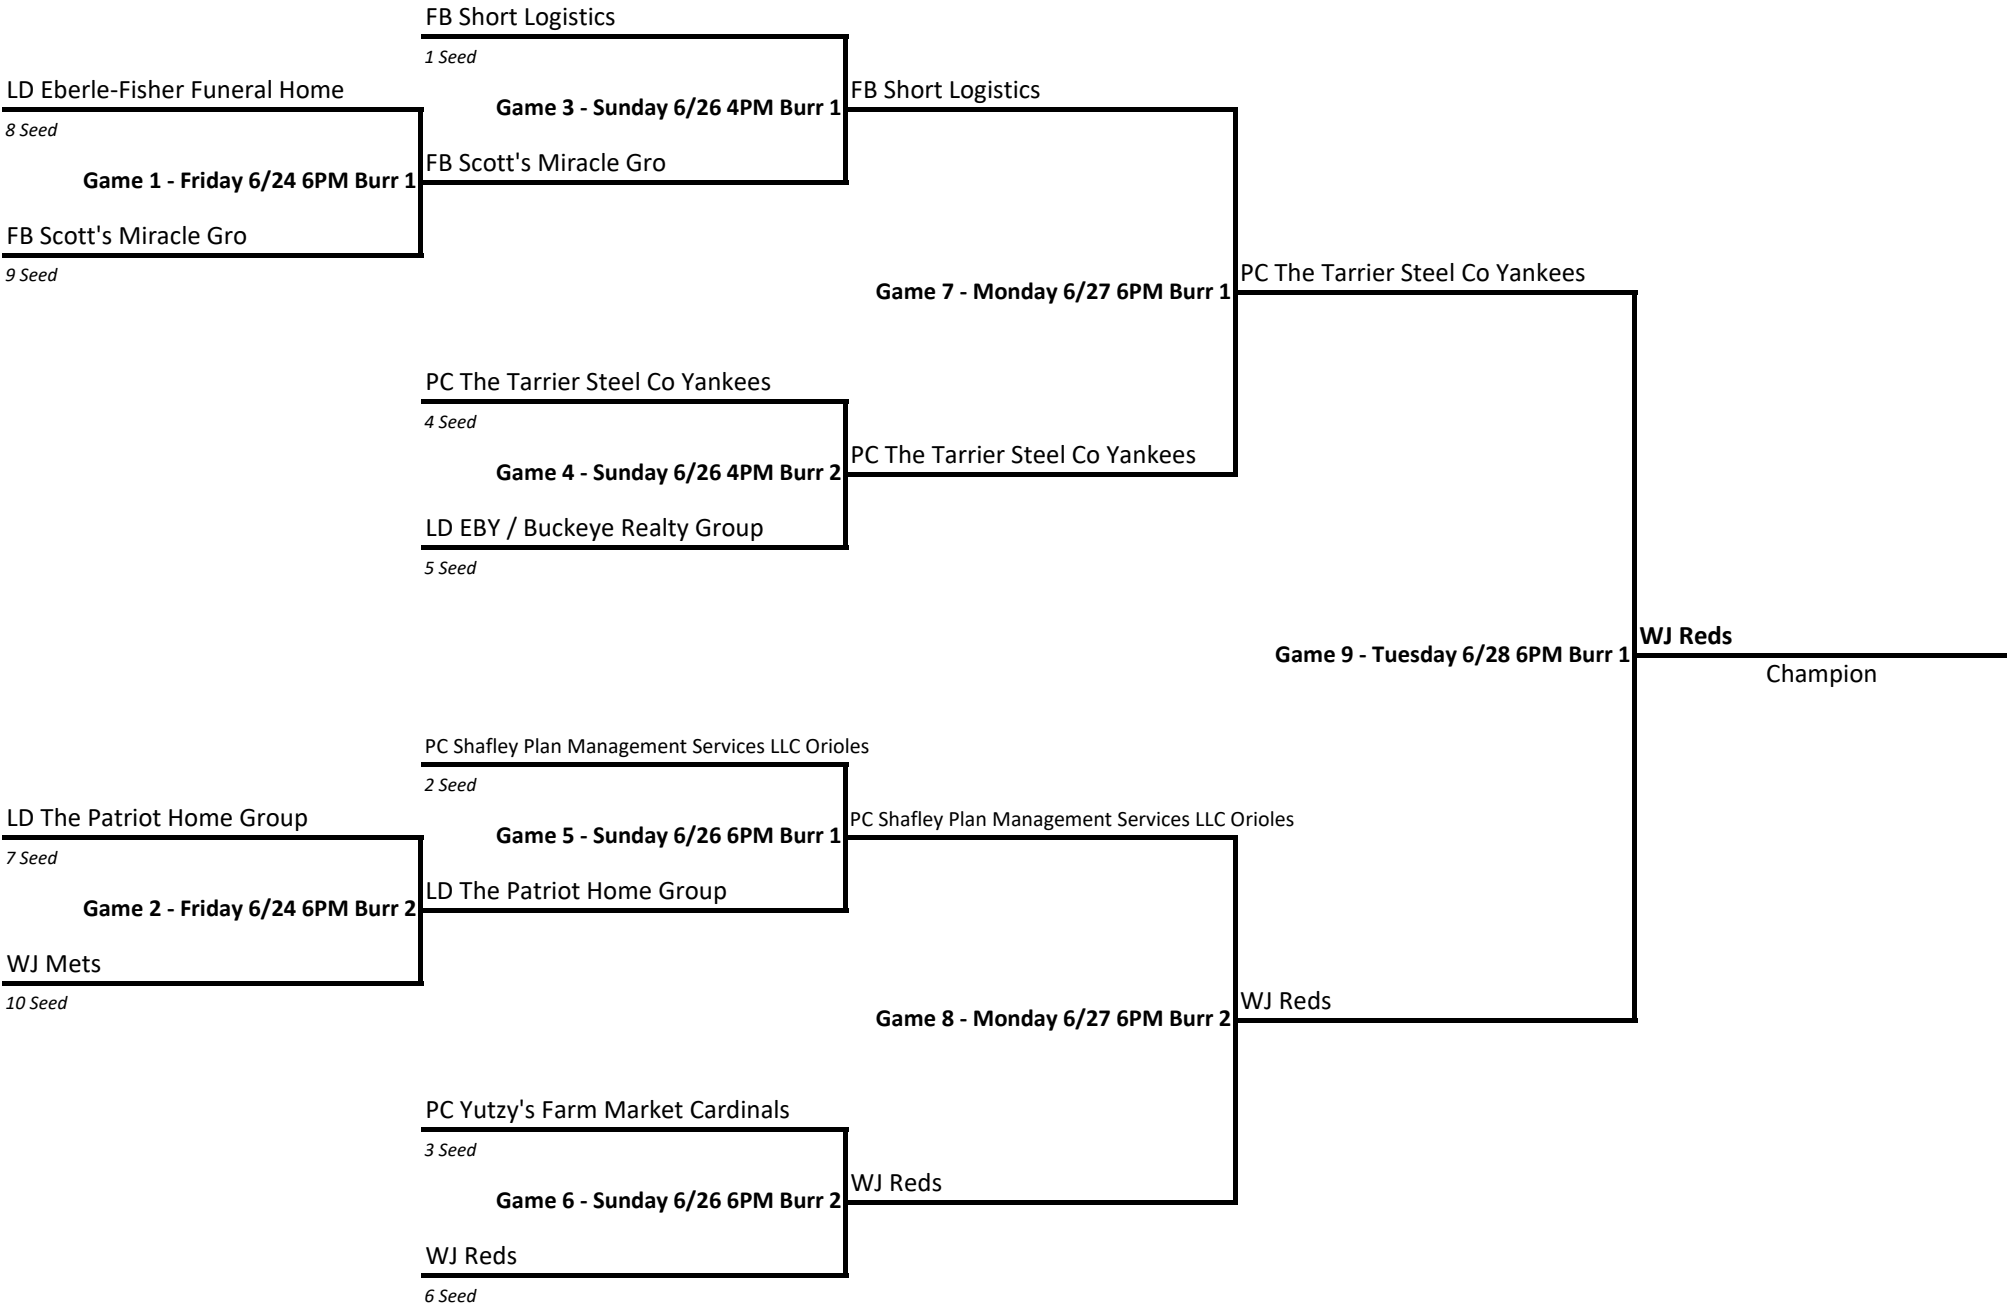 FB Short Logistics
1 Seed
LD Eberle-Fisher Funeral Home
FB Short Logistics
8 Seed
Game 3 - Sunday 6/26 4PM Burr 1
FB Scott's Miracle Gro
Game 1 - Friday 6/24 6PM Burr 1
FB Scott's Miracle Gro
9 Seed
PC The Tarrier Steel Co Yankees
Game 7 - Monday 6/27 6PM Burr 1
PC The Tarrier Steel Co Yankees
4 Seed
PC The Tarrier Steel Co Yankees
Game 4 - Sunday 6/26 4PM Burr 2
LD EBY / Buckeye Realty Group
5 Seed
WJ Reds
Game 9 - Tuesday 6/28 6PM Burr 1
Champion
PC Shafley Plan Management Services LLC Orioles
2 Seed
LD The Patriot Home Group
PC Shafley Plan Management Services LLC Orioles
Game 5 - Sunday 6/26 6PM Burr 1
7 Seed
LD The Patriot Home Group
Game 2 - Friday 6/24 6PM Burr 2
WJ Mets
10 Seed
WJ Reds
Game 8 - Monday 6/27 6PM Burr 2
PC Yutzy's Farm Market Cardinals
3 Seed
WJ Reds
Game 6 - Sunday 6/26 6PM Burr 2
WJ Reds
6 Seed